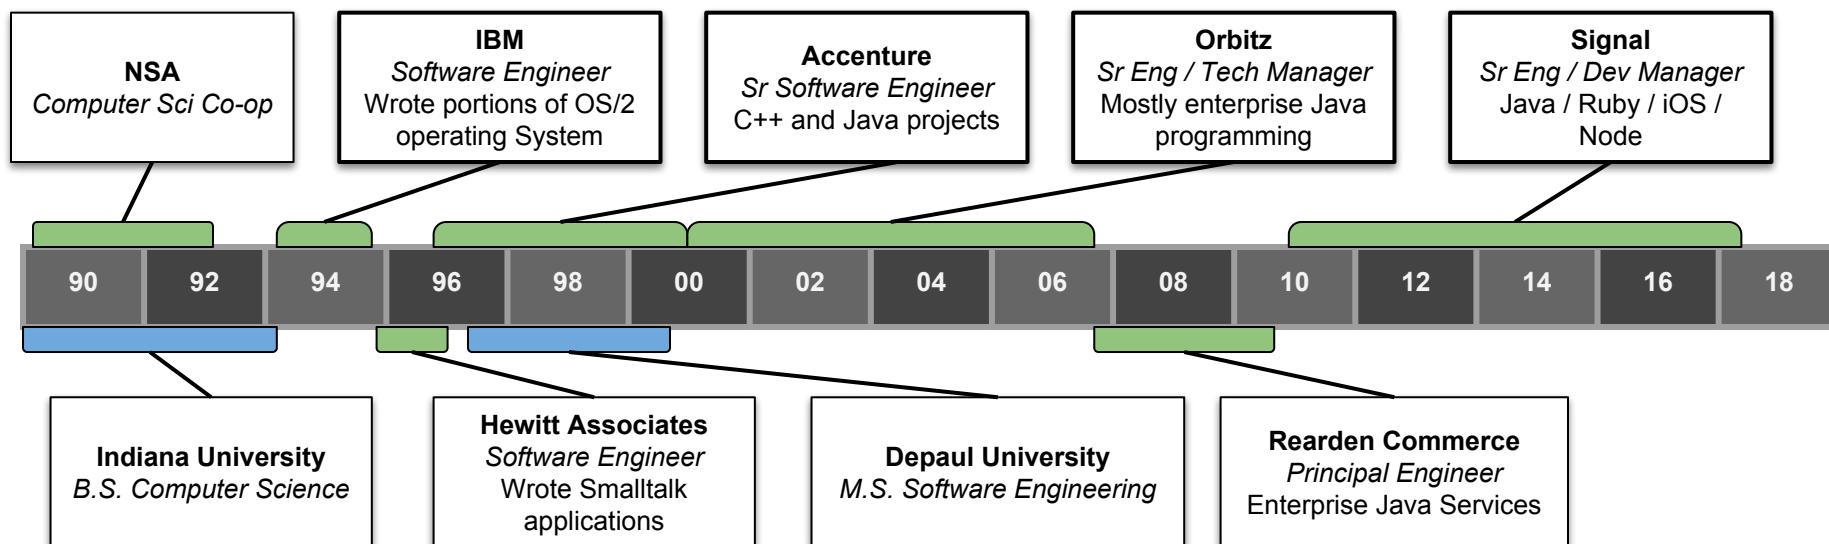 NSA
Computer Sci Co-op
IBM
Software Engineer
Wrote portions of OS/2
operating System
Accenture
Sr Software Engineer
C++ and Java projects
Orbitz
Sr Eng / Tech Manager
Mostly enterprise Java
programming
Signal
Sr Eng / Dev Manager
Java / Ruby / iOS /
Node
90 92 94 96 98 00 02 04 06 08 10 12 14 16 18
Indiana University
B.S. Computer Science
Hewitt Associates
Software Engineer
Wrote Smalltalk
applications
Depaul University
M.S. Software Engineering
Rearden Commerce
Principal Engineer
Enterprise Java Services